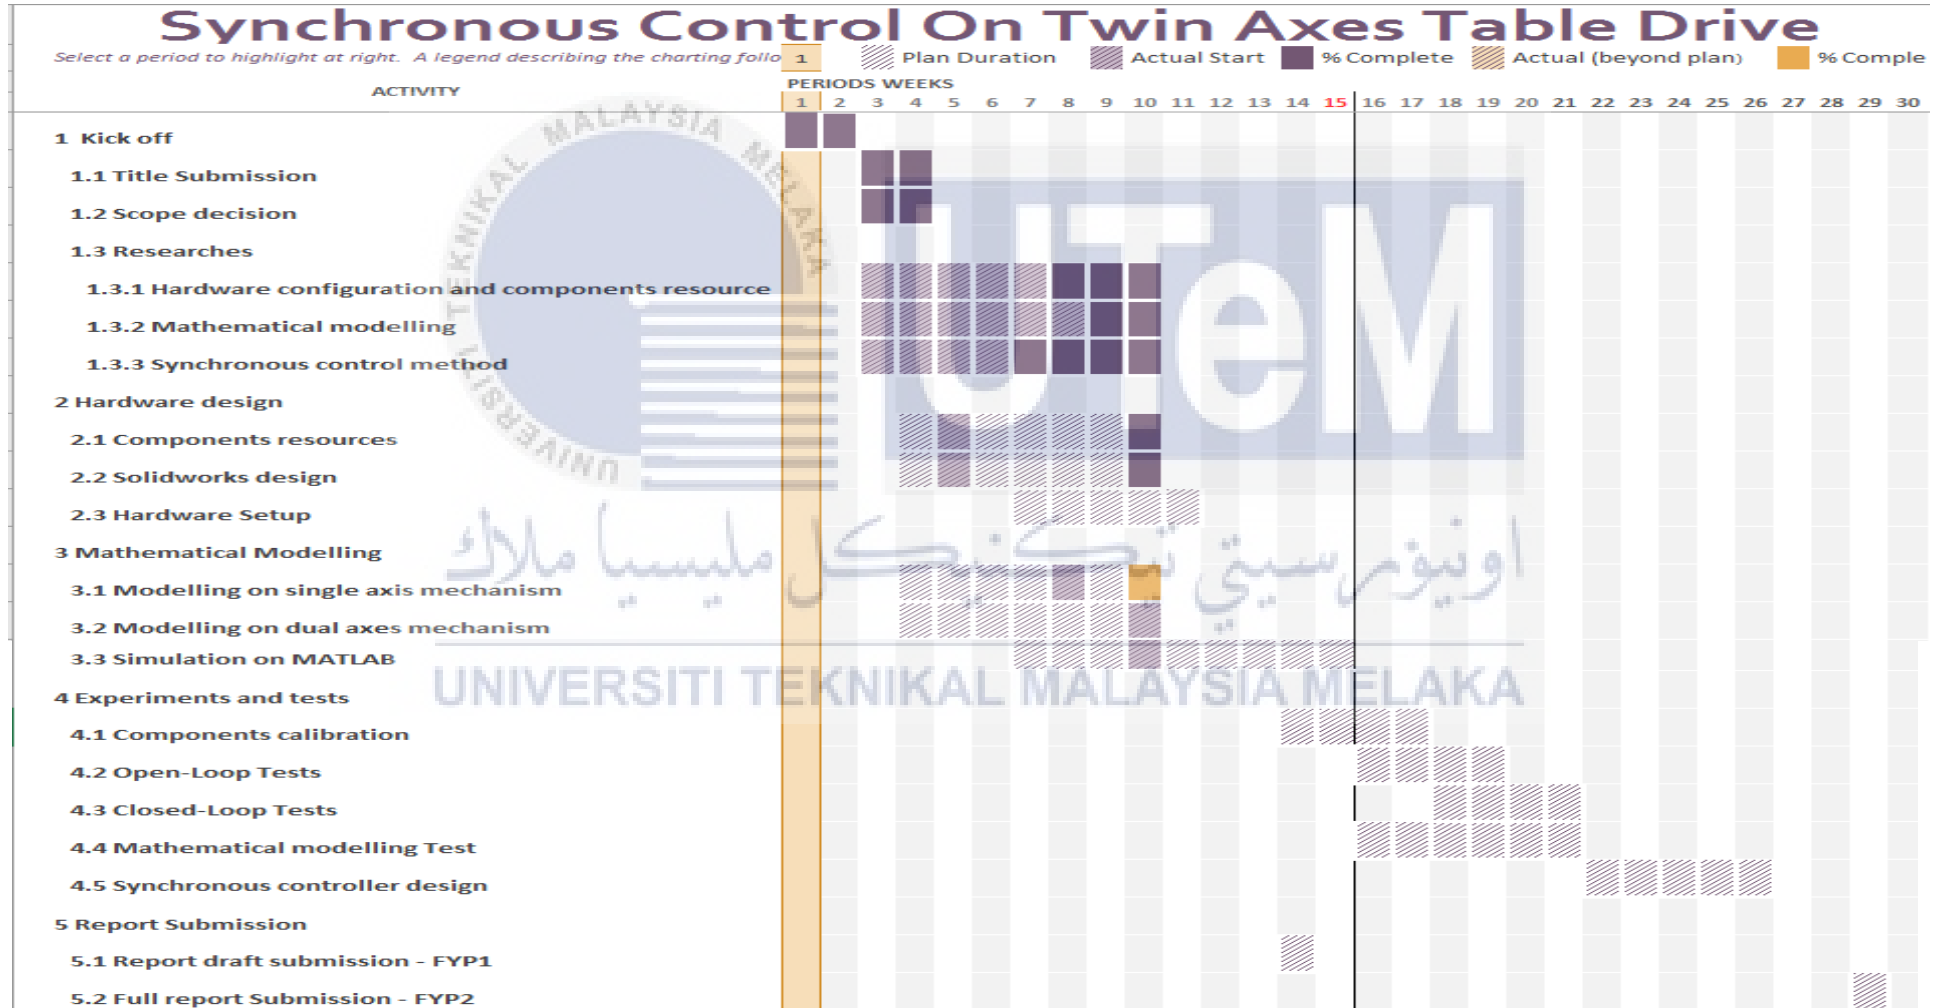 Synchronous Control On Twin Axes Table Drive
Select a period to highlight at right. A legend describing the charting follo 1 Plan Duration Actual Start % Complete Actual (beyond plan) % Comple
ACTIVITY PERIODS WEEKS
1 2 3 4 5 6 7 8 9 10 11 12 13 14 15 16 17 18 19 20 21 22 23 24 25 26 27 28 29 30
1 Kick off
1.1 Title Submission
1.2 Scope decision
1.3 Researches
1.3.1 Hardware configuration and components resource
1.3.2 Mathematical modelling
1.3.3 Synchronous control method
2 Hardware design
2.1 Components resources
2.2 Solidworks design
2.3 Hardware Setup
3 Mathematical Modelling
3.1 Modelling on single axis mechanism
3.2 Modelling on dual axes mechanism
3.3 Simulation on MATLAB
4 Experiments and tests
4.1 Components calibration
4.2 Open-Loop Tests
4.3 Closed-Loop Tests
4.4 Mathematical modelling Test
4.5 Synchronous controller design
5 Report Submission
5.1 Report draft submission - FYP1
5.2 Full report Submission - FYP2
UNIVERSITI TEKNIKAL MALAYSIA MELAKA
UTeM
اونيۏرسيتي تيكنيكل مليسيا ملاك
UNIVERSITI TEKNIKAL MALAYSIA MELAKA